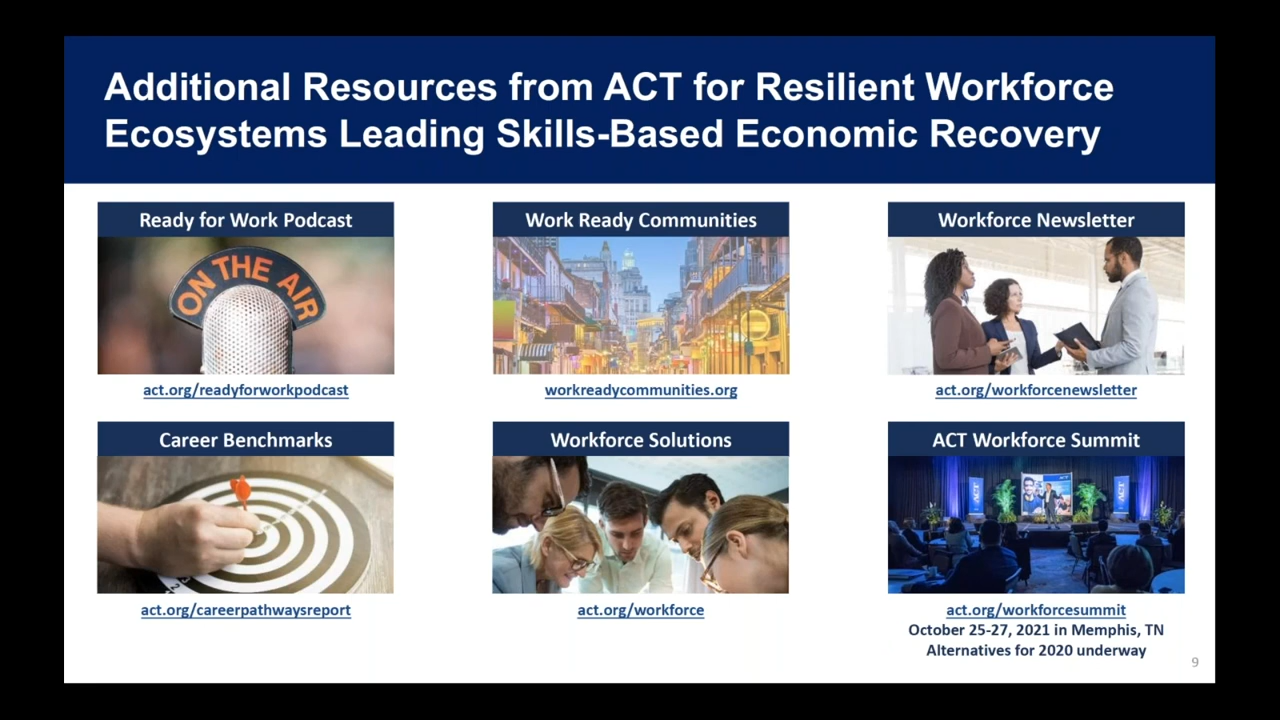 Additional Resources from ACT for Resilient Workforce
Ecosystems Leading Skills-Based Economic Recovery
Ready for Work Podcast
ON THE AIR
act.org/readyforworkpodcast
Work Ready Communities
workreadycommunities.org
Workforce Newsletter
act.org/workforcenewsletter
Career Benchmarks
act.org/careerpathwaysreport
Workforce Solutions
act.org/workforce
ACT Workforce Summit
ACT
ACT
act.org/workforcesummit
October 25-27, 2021 in Memphis, TN
Alternatives for 2020 underway
9